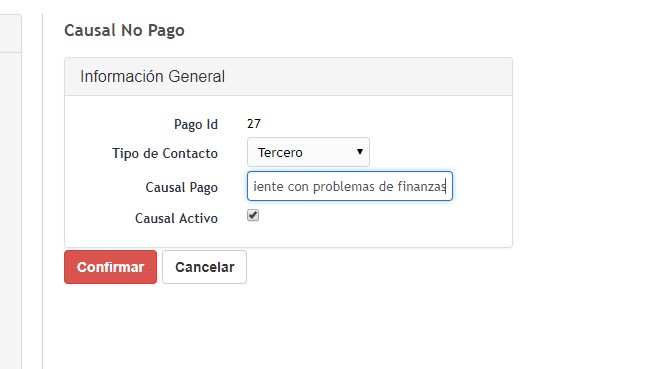 Causal No Pago
Información General
Pago Id 27
Tipo de Contacto Tercero
Causal Pago iente con problemas de finanzas
Causal Activo
Confirmar Cancelar